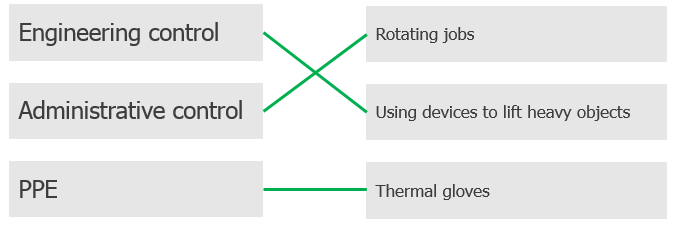 Engineering control
Rotating jobs
Administrative control
Using devices to lift heavy objects
PPE
Thermal gloves